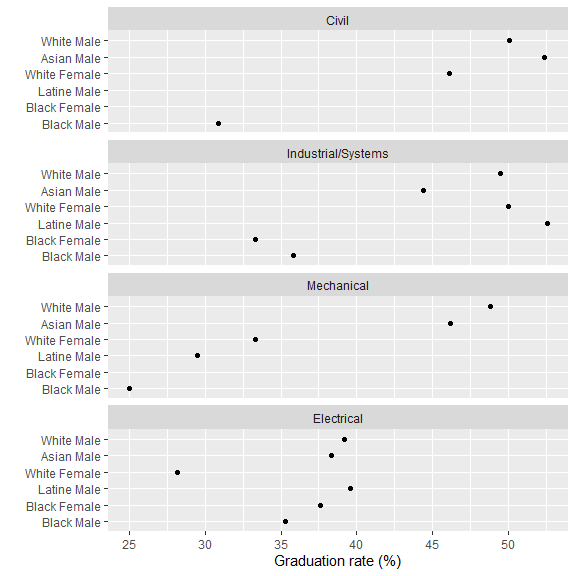 Civil
White Male
Asian Male
White Female
Latine Male
Black Female
Black Male
Industrial/Systems
White Male
Asian Male
White Female
Latine Male
Black Female
Black Male
Mechanical
White Male
Asian Male
White Female
Latine Male
Black Female
Black Male
Electrical
White Male
Asian Male
White Female
Latine Male
Black Female
Black Male
25 30 35 40 45 50
Graduation rate (%)